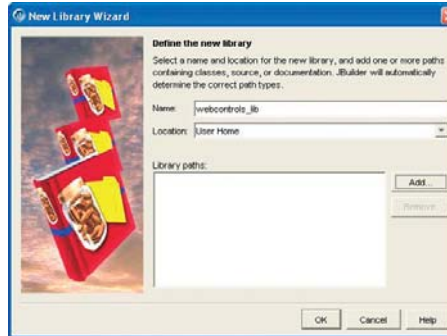 New Library Wizard
Define the new library
Select a name and location for the new library, and add one or more paths
containing classes, source, or documentation. JBuilder will automatically
determine the correct path types.
Name: webcontrols_lib
Location: User Home
Library paths:
Add...
Remove
OK Cancel Help